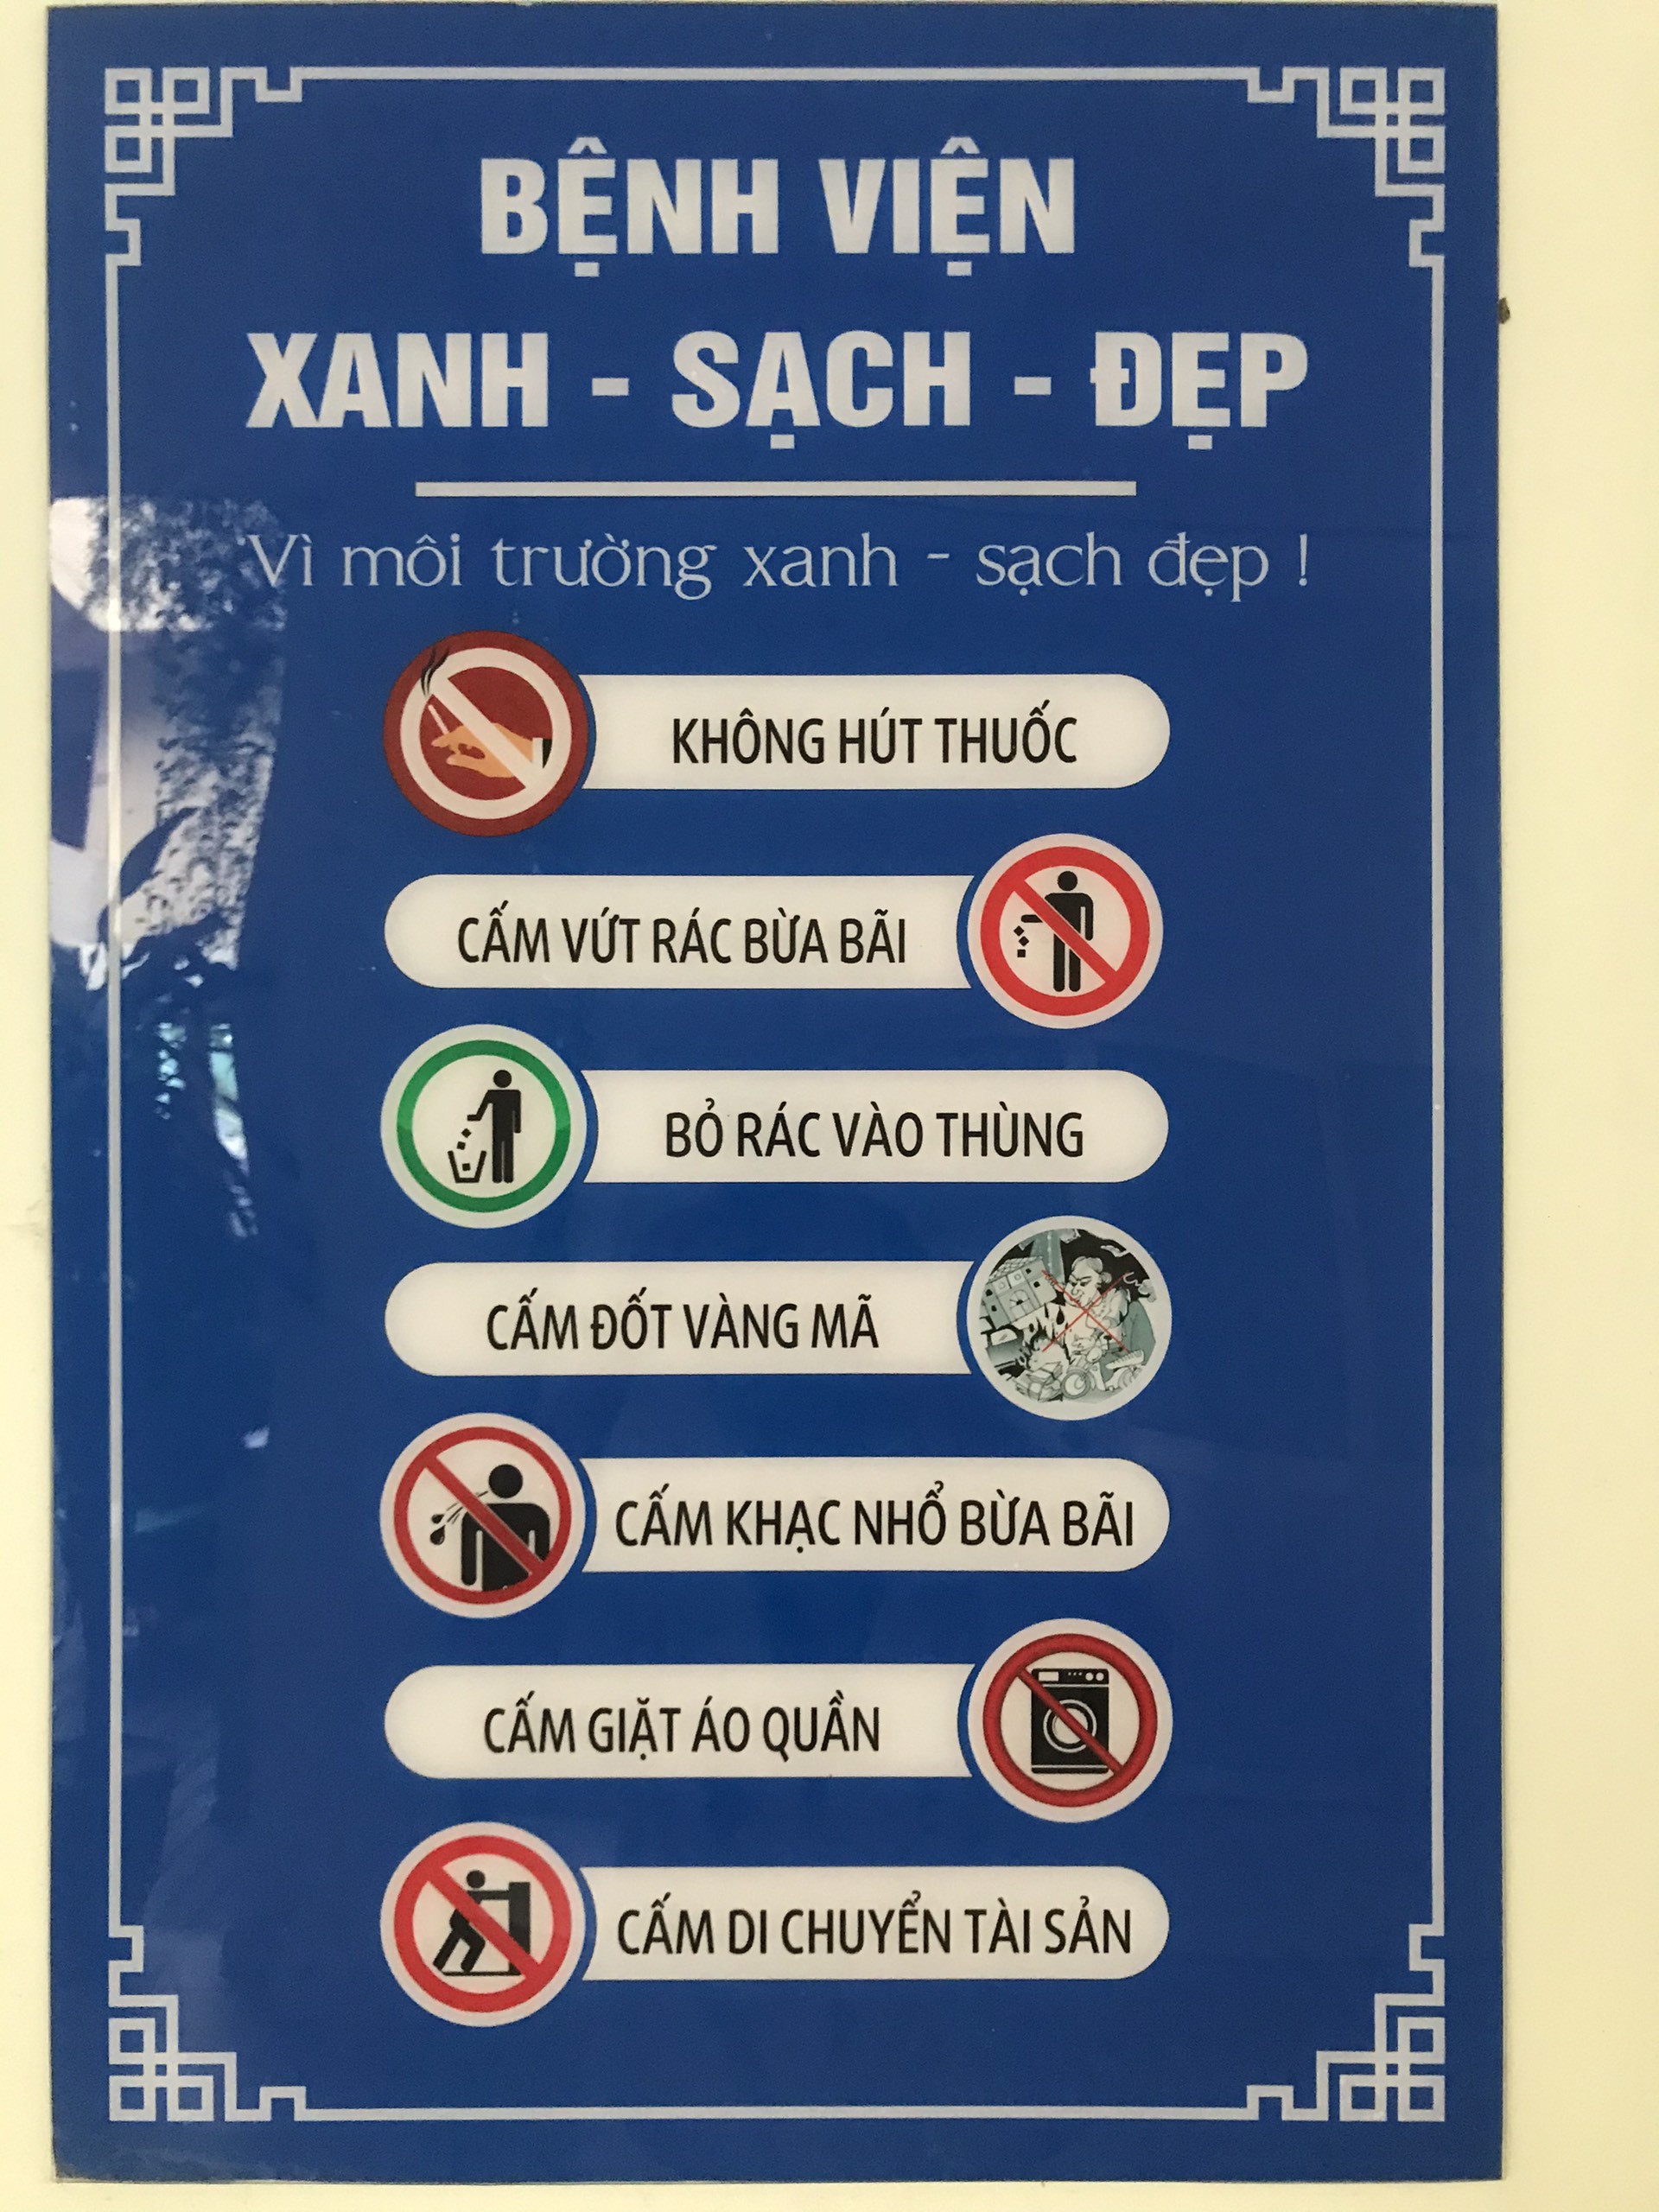 BỆNH VIỆN
XANH - SẠCH - ĐẸP
Vì môi trường xanh - sạch đẹp !
KHÔNG HÚT THUỐC
CẤM VỨT RÁC BỪA BÃI
BỎ RÁC VÀO THÙNG
CẤM ĐỐT VÀNG MÃ
CẤM KHẠC NHỔ BỪA BÃI
CẤM GIẶT ÁO QUẦN
CẤM DI CHUYỂN TÀI SẢN